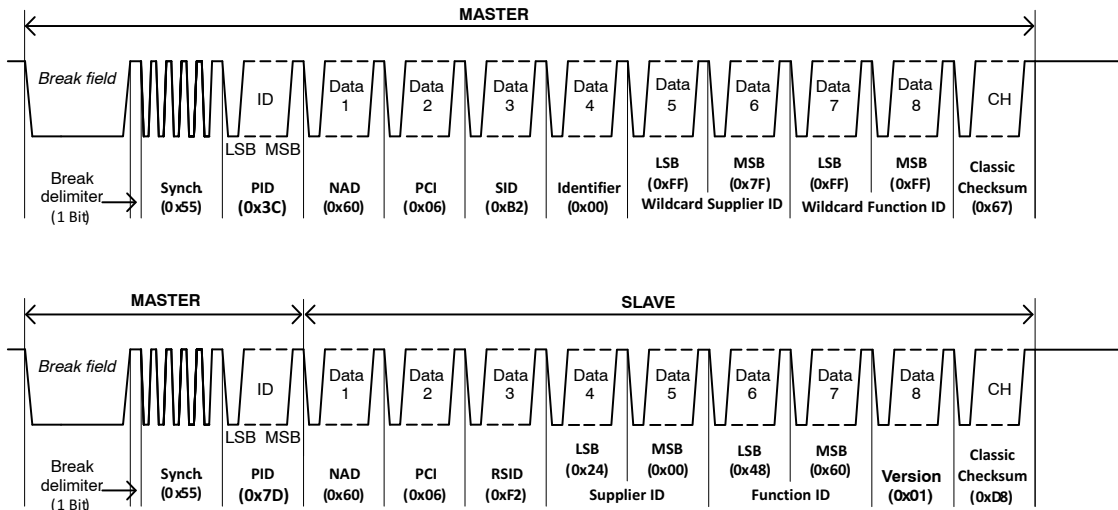 MASTER
Break field
ID
Data 1
Data 2
Data 3
Data 4
Data 5
Data 6
Data 7
Data 8
CH
LSB MSB
Break delimiter (1 Bit)
Synch. (0x55)
PID (0x3C)
NAD (0x60)
PCI (0x06)
SID (0xB2)
Identifier (0x00)
LSB (0xFF)
MSB (0x7F)
Wildcard Supplier ID
LSB (0xFF)
MSB (0xFF)
Wildcard Function ID
Classic Checksum (0x67)
MASTER
SLAVE
Break field
ID
Data 1
Data 2
Data 3
Data 4
Data 5
Data 6
Data 7
Data 8
CH
LSB MSB
Break delimiter (1 Bit)
Synch. (0x55)
PID (0x7D)
NAD (0x60)
PCI (0x06)
RSID (0xF2)
LSB (0x24)
MSB (0x00)
Supplier ID
LSB (0x48)
MSB (0x60)
Function ID
Version (0x01)
Classic Checksum (0xD8)